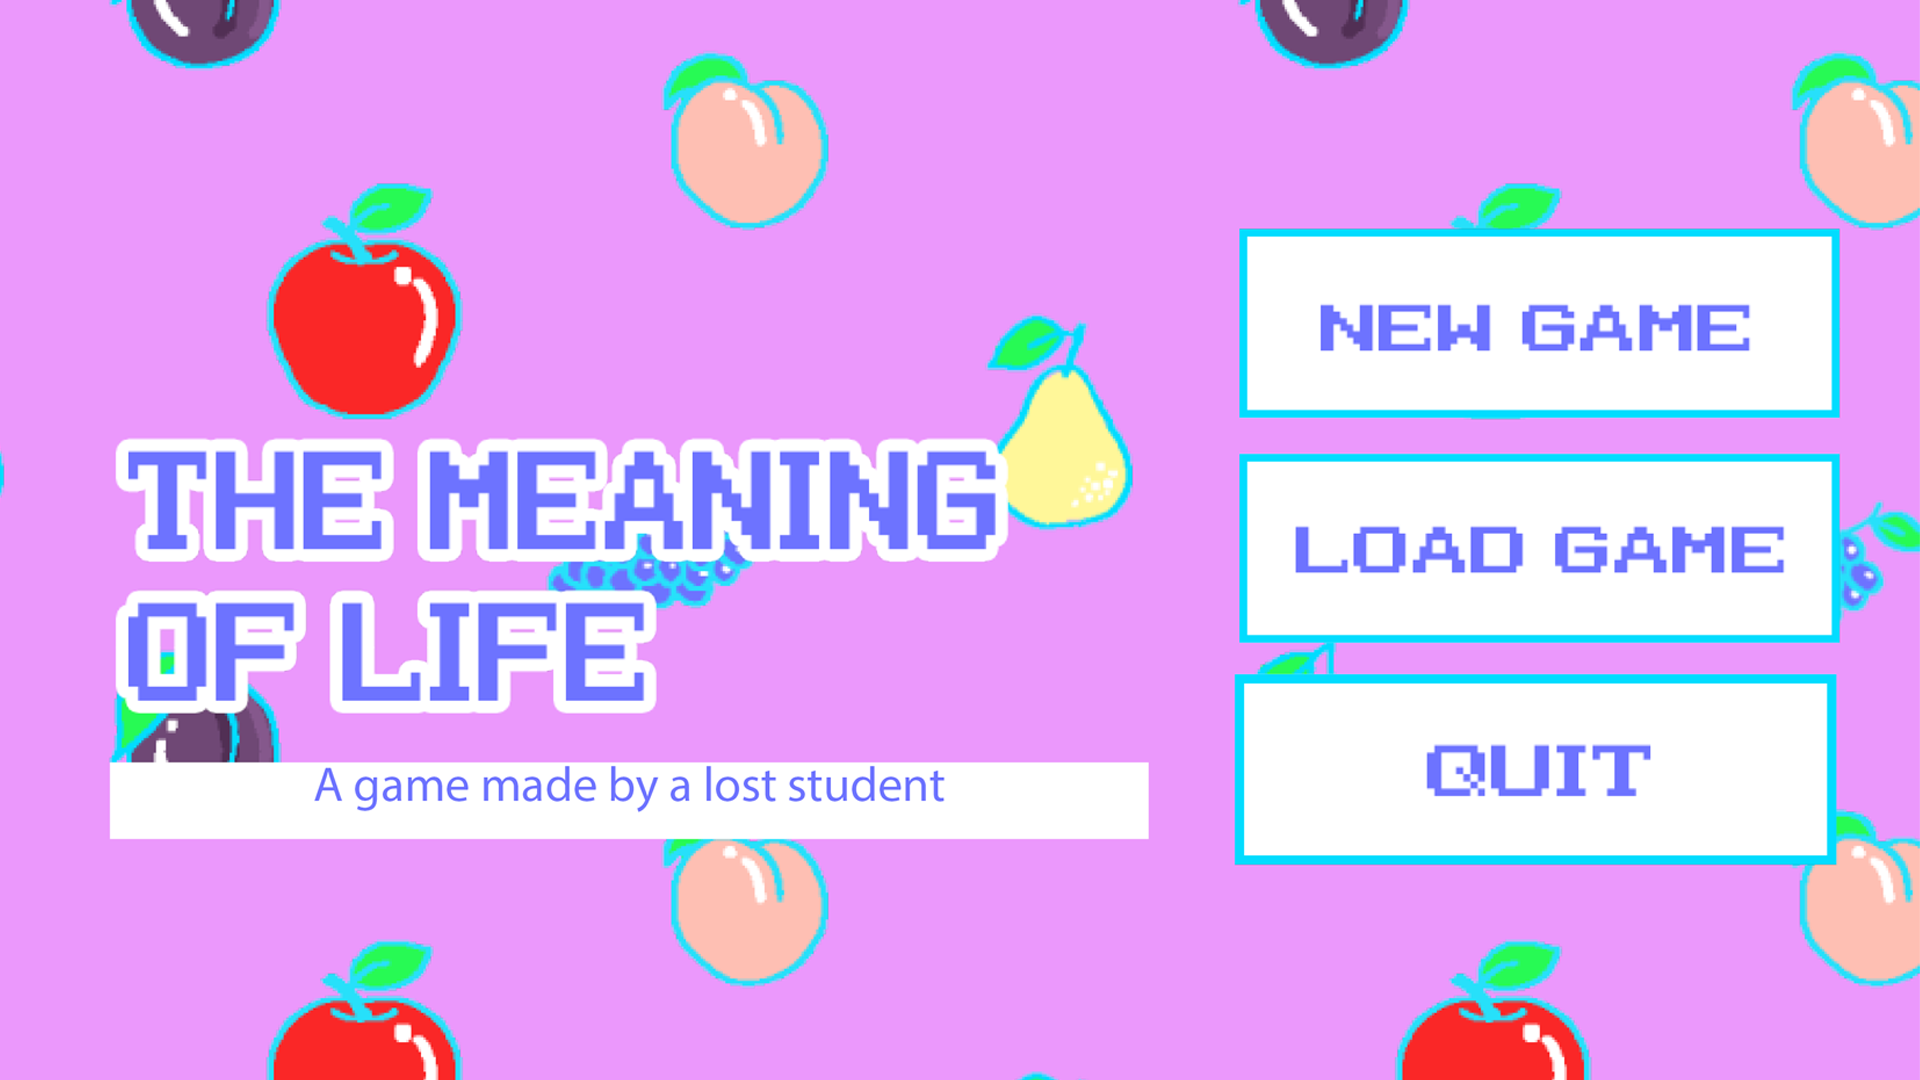 THE MEANING
OF LIFE
A game made by a lost student
NEW GAME
LOAD GAME
QUIT